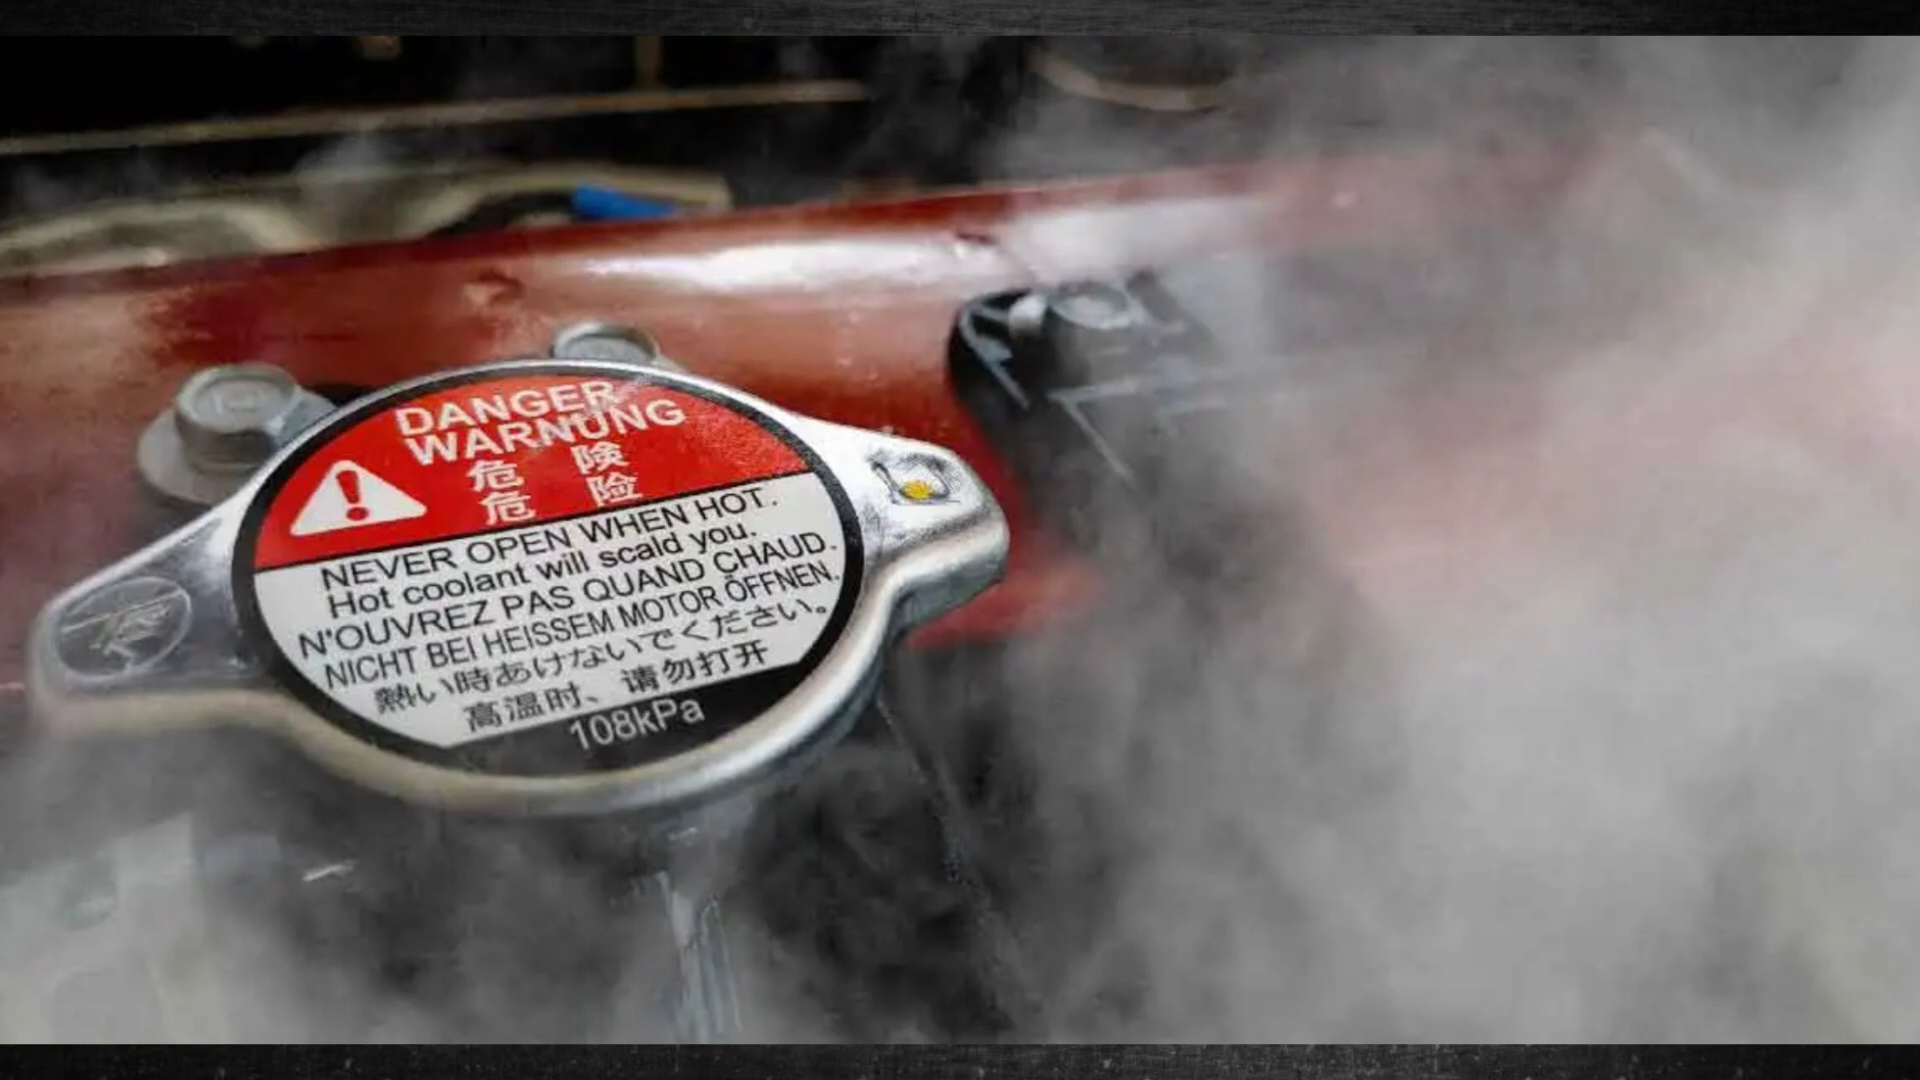 DANGER
WARNUNG
危 険
危 险
NEVER OPEN WHEN HOT.
Hot coolant will scald you.
N'OUVREZ PAS QUAND CHAUD.
NICHT BEI HEISSEM MOTOR ÖFFNEN.
熱い時あけないでください。
高温时、请勿打开
108kPa